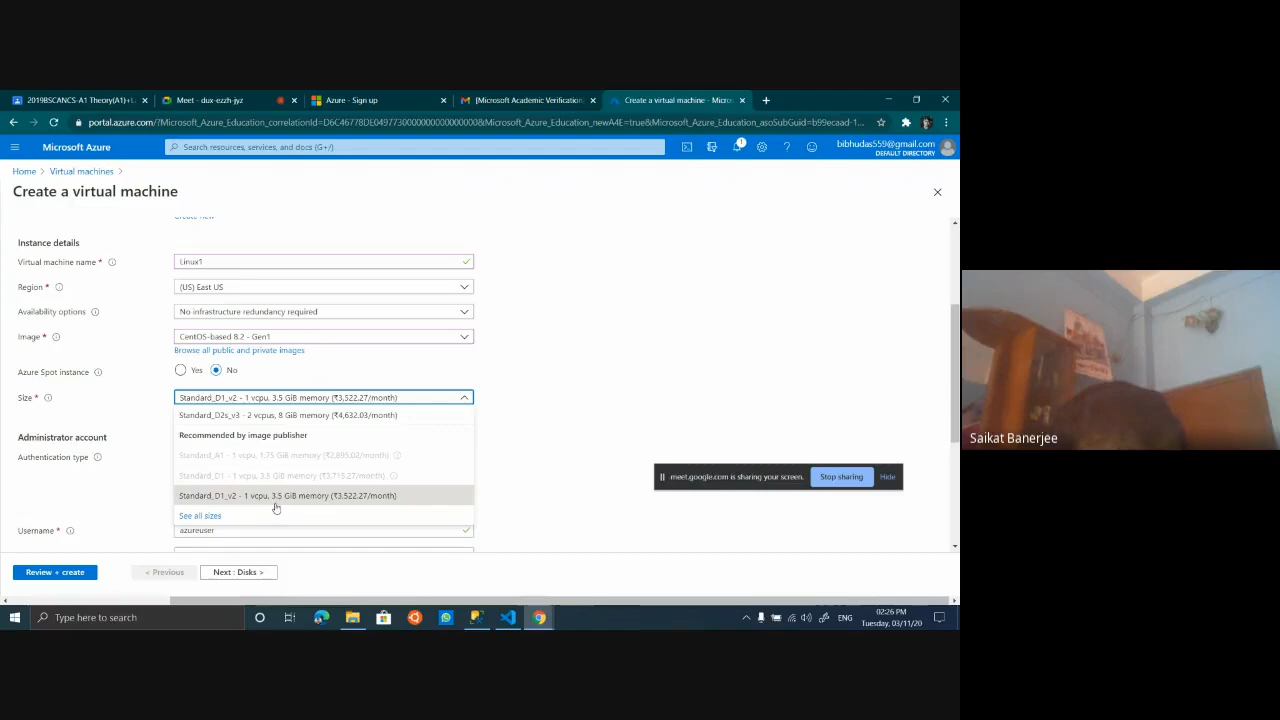 2019BSCANCS-A1 Theory(A1)+L
Meet - dux-ezzh-jyz
Azure - Sign up
[Microsoft Academic Verification
Create a virtual machine - Micros
portal.azure.com/?Microsoft_Azure_Education_correlationId=D6C46778DE04977300000000000000000&Microsoft_Azure_Education_newA4E=true&Microsoft_Azure_Education_asoSubGuid=b99ecaad-1...
Microsoft Azure
Search resources, services, and docs (G+/)
1
bibhudas559@gmail.com
DEFAULT DIRECTORY
Home > Virtual machines >
Create a virtual machine
Create new
Instance details
Virtual machine name *
Linux1
Region *
(US) East US
Availability options
No infrastructure redundancy required
Image *
CentOS-based 8.2 - Gen1
Browse all public and private images
Azure Spot instance
Yes
No
Size *
Standard_D1_v2 - 1 vcpu, 3.5 GiB memory (₹3,522.27/month)
Standard_D2s_v3 - 2 vcpus, 8 GiB memory (₹4,632.03/month)
Recommended by image publisher
Administrator account
Authentication type
Standard_A1 - 1 vcpu, 1.75 GiB memory (₹2,895.02/month)
Standard_D1 - 1 vcpu, 3.5 GiB memory (₹3,715.27/month)
Standard_D1_v2 - 1 vcpu, 3.5 GiB memory (₹3,522.27/month)
See all sizes
Username *
azureuser
meet.google.com is sharing your screen.
Stop sharing
Hide
Review + create
< Previous
Next : Disks >
Type here to search
ENG
02:26 PM
Tuesday, 03/11/20
Saikat Banerjee